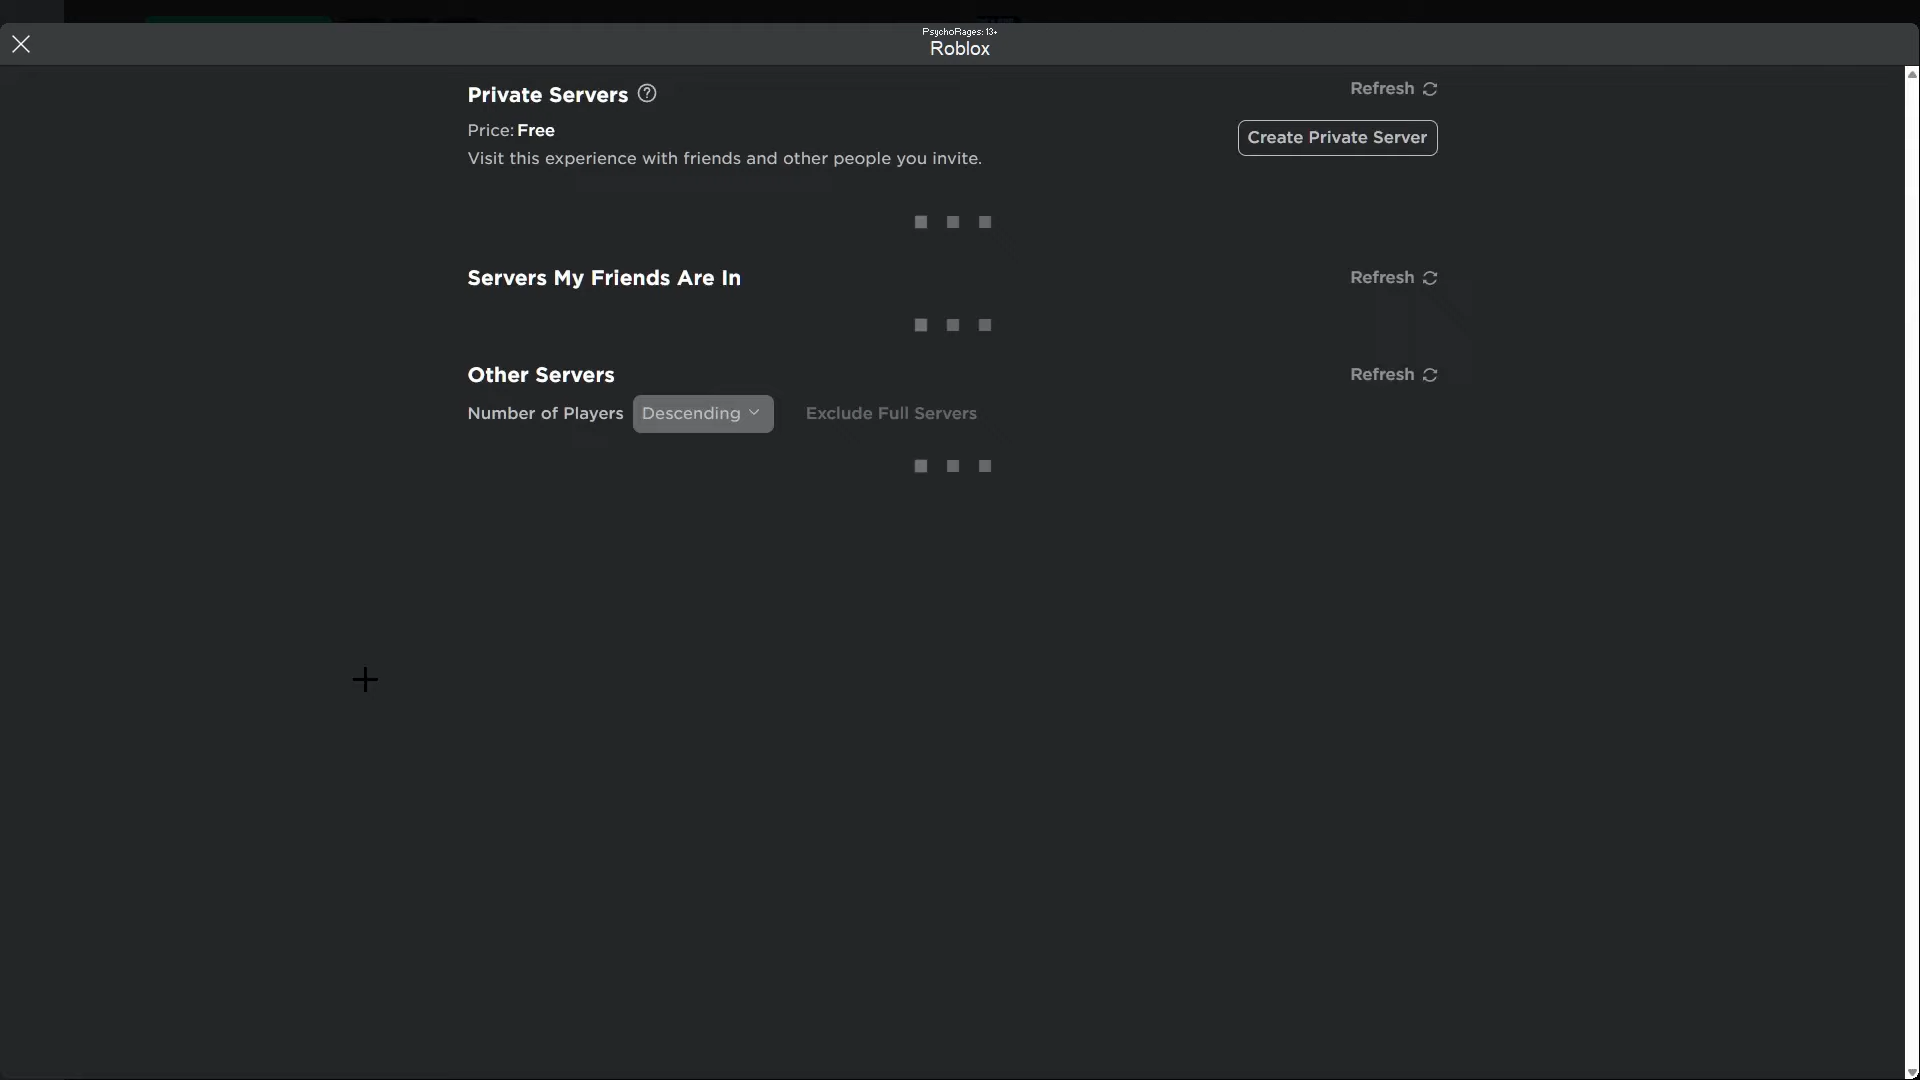 PsychoRages: 13+
Roblox
Private Servers
Refresh
Price: Free
Create Private Server
Visit this experience with friends and other people you invite.
Servers My Friends Are In
Refresh
Other Servers
Refresh
Number of Players Descending Exclude Full Servers